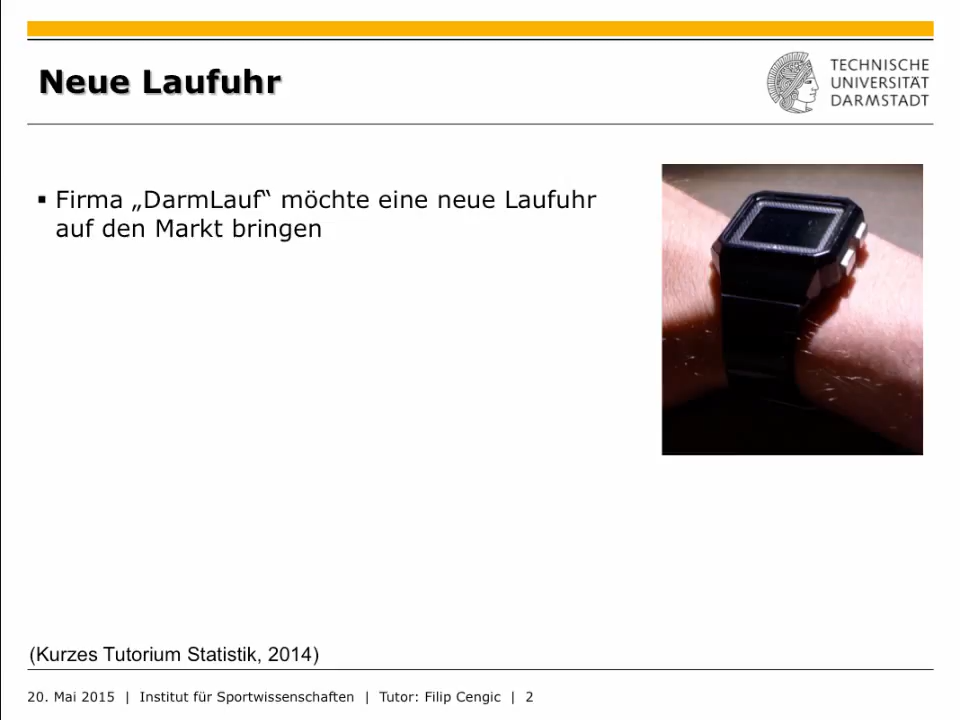 Neue Laufuhr
TECHNISCHE
UNIVERSITÄT
DARMSTADT
▪ Firma „DarmLauf“ möchte eine neue Laufuhr
auf den Markt bringen
(Kurzes Tutorium Statistik, 2014)
20. Mai 2015 | Institut für Sportwissenschaften | Tutor: Filip Cengic | 2